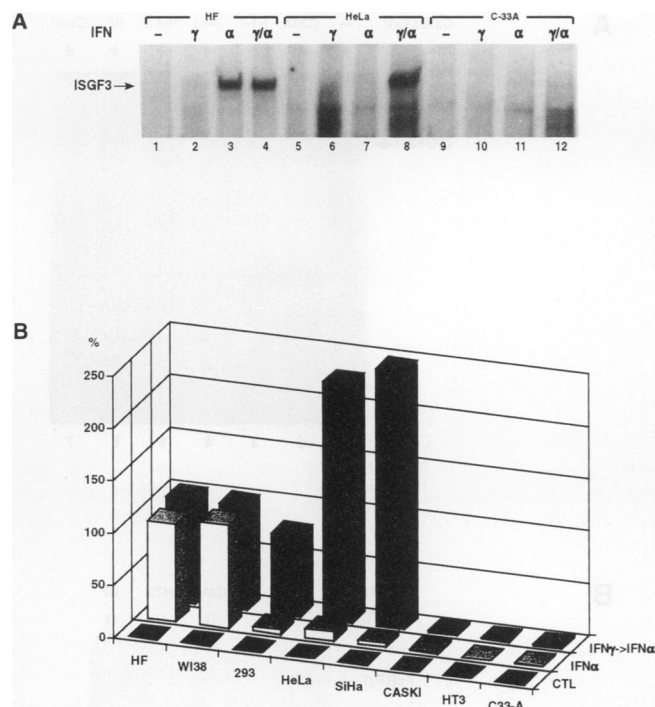 A
HF HeLa C-33A
IFN – γ α γ/α – γ α γ/α – γ α γ/α
ISGF3→
1 2 3 4 5 6 7 8 9 10 11 12
B
%
250
200
150
100
50
0
HF WI38 293 HeLa SiHa CASKI HT3 C33-A
IFNγ->IFNα
IFNα
CTL